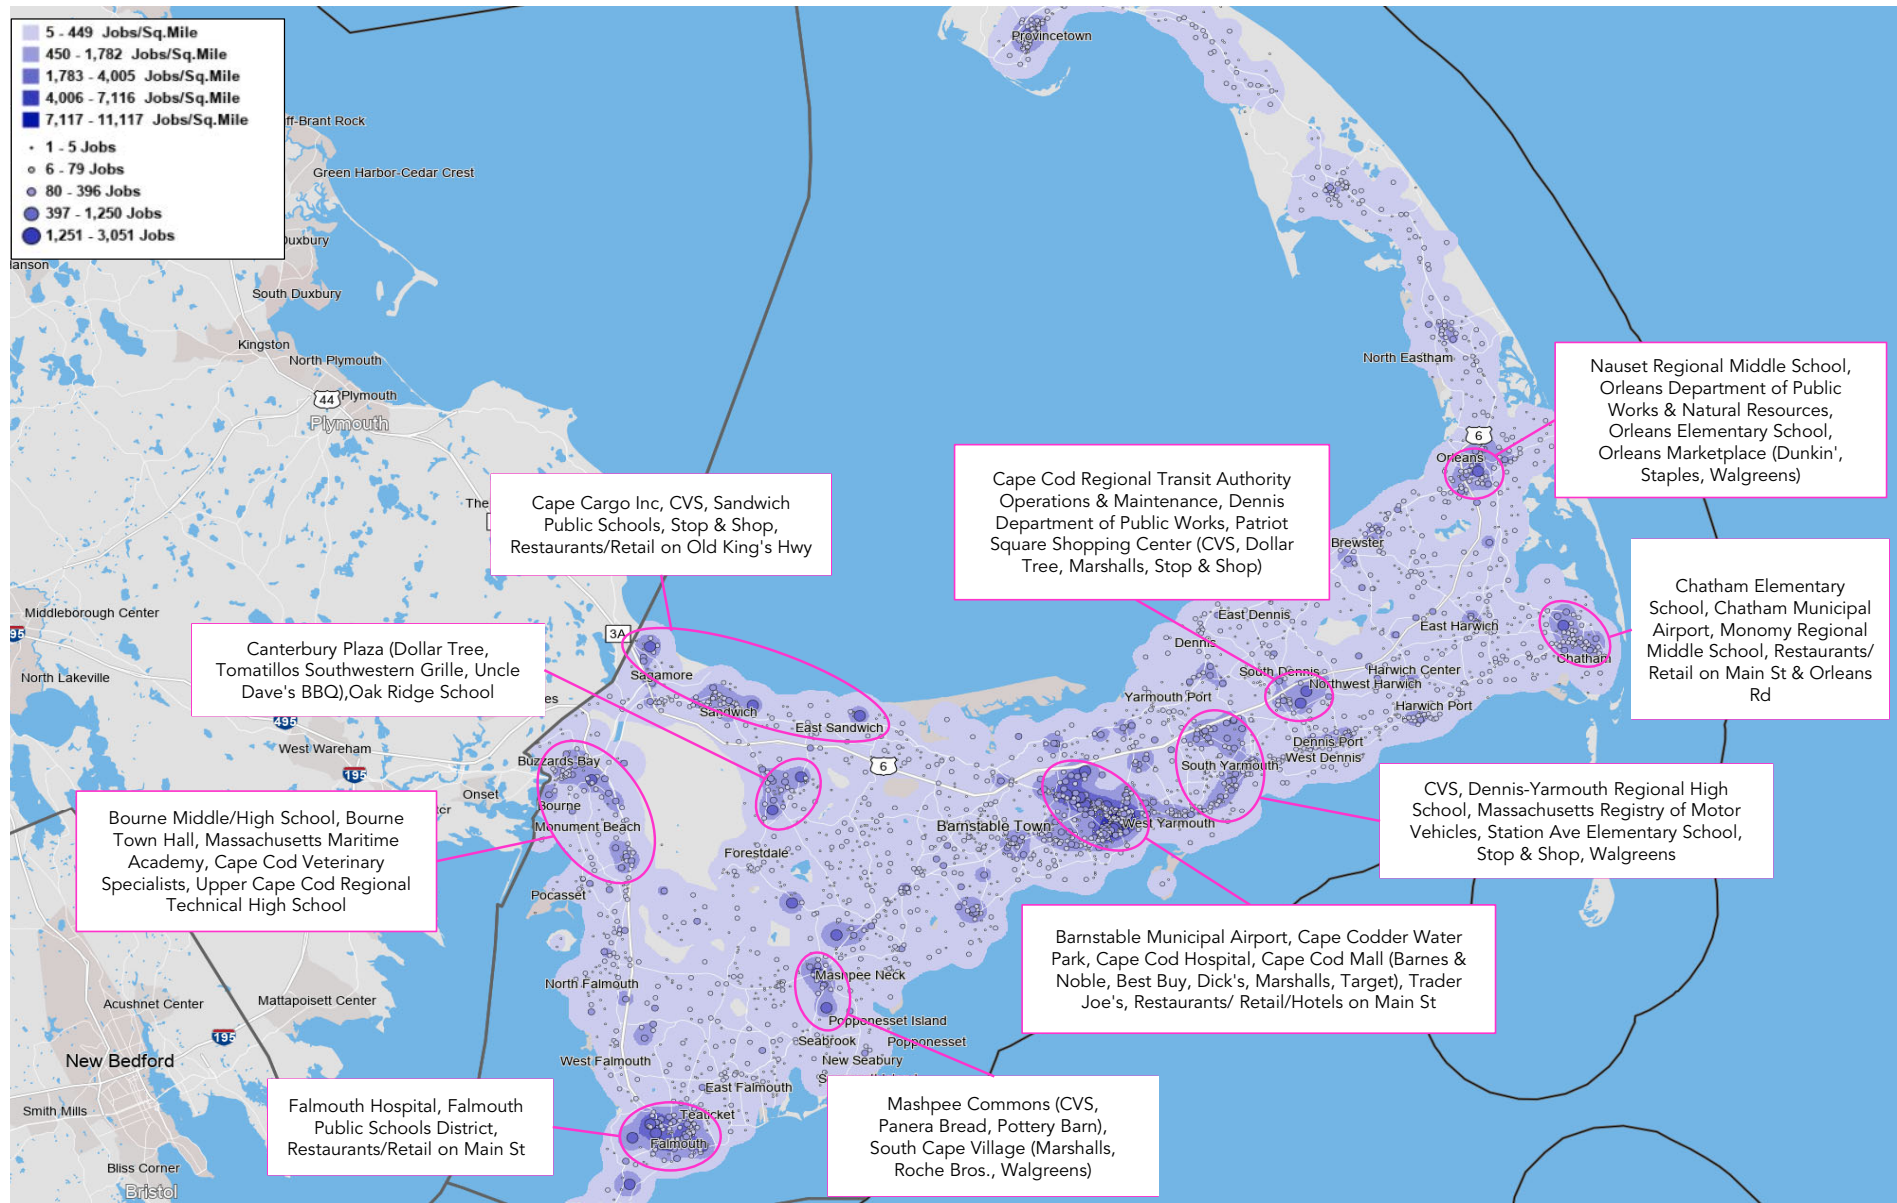 5 - 449 Jobs/Sq.Mile
450 - 1,782 Jobs/Sq.Mile
1,783 - 4,005 Jobs/Sq.Mile
4,006 - 7,116 Jobs/Sq.Mile
7,117 - 11,117 Jobs/Sq.Mile
1 - 5 Jobs
6 - 79 Jobs
80 - 396 Jobs
397 - 1,250 Jobs
1,251 - 3,051 Jobs
Provincetown
ff-Brant Rock
Green Harbor-Cedar Crest
Duxbury
anson
South Duxbury
Kingston
North Plymouth
44
Plymouth
Plymouth
North Eastham
Nauset Regional Middle School,
Orleans Department of Public
Works & Natural Resources,
Orleans Elementary School,
Orleans Marketplace (Dunkin',
Staples, Walgreens)
6
Orleans
Cape Cod Regional Transit Authority
Operations & Maintenance, Dennis
Department of Public Works, Patriot
Square Shopping Center (CVS, Dollar
Tree, Marshalls, Stop & Shop)
The
Cape Cargo Inc, CVS, Sandwich
Public Schools, Stop & Shop,
Restaurants/Retail on Old King's Hwy
Brewster
Chatham Elementary
School, Chatham Municipal
Airport, Monomy Regional
Middle School, Restaurants/
Retail on Main St & Orleans
Rd
Middleborough Center
95
East Dennis
East Harwich
3A
Dennis
Chatham
Canterbury Plaza (Dollar Tree,
Tomatillos Southwestern Grille, Uncle
Dave's BBQ),Oak Ridge School
North Lakeville
Sagamore
South Dennis
Harwich Center
Northwest Harwich
Yarmouth Port
Harwich Port
es
Sandwich
East Sandwich
495
West Wareham
Dennis Port
West Dennis
Buzzards Bay
6
South Yarmouth
195
Onset
Bourne
Monument Beach
Barnstable Town
West Yarmouth
cr
Bourne Middle/High School, Bourne
Town Hall, Massachusetts Maritime
Academy, Cape Cod Veterinary
Specialists, Upper Cape Cod Regional
Technical High School
CVS, Dennis-Yarmouth Regional High
School, Massachusetts Registry of Motor
Vehicles, Station Ave Elementary School,
Stop & Shop, Walgreens
Forestdale
Pocasset
Barnstable Municipal Airport, Cape Codder Water
Park, Cape Cod Hospital, Cape Cod Mall (Barnes &
Noble, Best Buy, Dick's, Marshalls, Target), Trader
Joe's, Restaurants/ Retail/Hotels on Main St
North Falmouth
Mashpee Neck
Acushnet Center
Mattapoisett Center
Popponesset Island
195
Seabrook
Popponesset
New Bedford
West Falmouth
New Seabury
S
East Falmouth
Smith Mills
Teaticket
Falmouth
Falmouth Hospital, Falmouth
Public Schools District,
Restaurants/Retail on Main St
Mashpee Commons (CVS,
Panera Bread, Pottery Barn),
South Cape Village (Marshalls,
Roche Bros., Walgreens)
Bliss Corner
Bristol